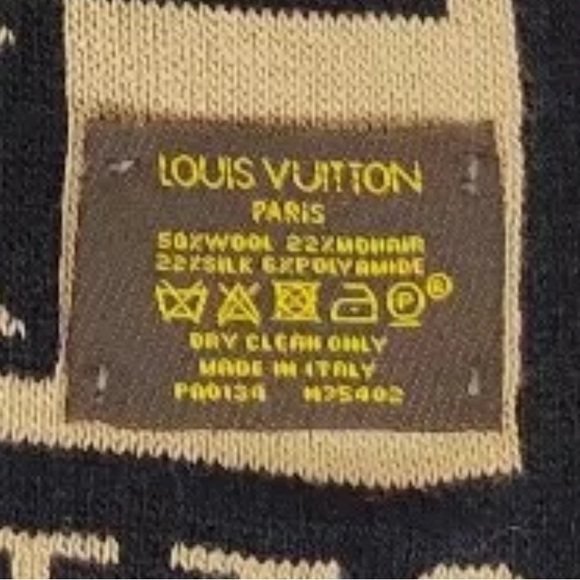 LOUIS VUITTON
PARIS
50%WOOL 22%MOHAIR
22%SILK 6%POLYAMIDE
P®
DRY CLEAN ONLY
MADE IN ITALY
PA0134 M75402